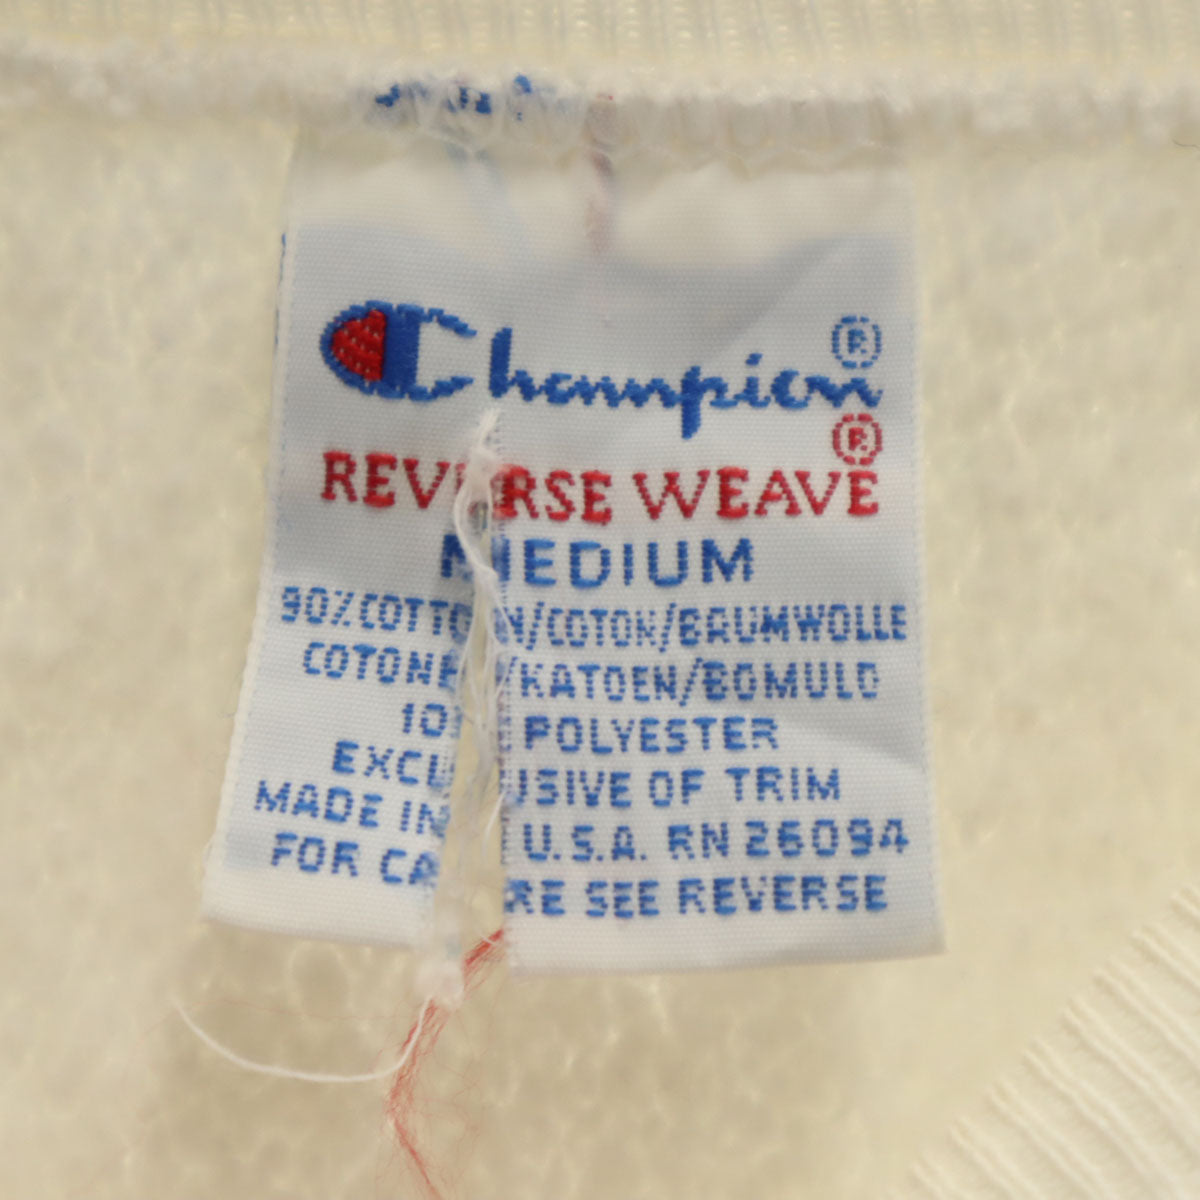 Champion ®
REVERSE WEAVE ®
MEDIUM
90% COTTON/COTON/BAUMWOLLE
COTONE/KATOEN/BOMULD
10% POLYESTER
EXCLUSIVE OF TRIM
MADE IN U.S.A. RN 26094
FOR CARE SEE REVERSE